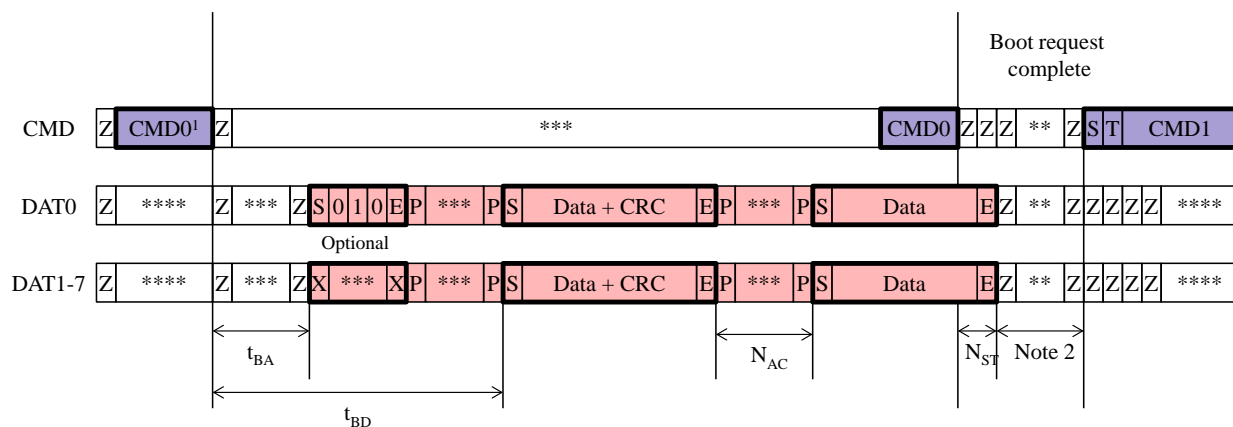 Boot request
complete
CMD Z CMD0¹ Z *** CMD0 Z Z Z ** Z S T CMD1
DAT0 Z **** Z *** Z S 0 1 0 E P *** P S Data + CRC E P *** P S Data E Z ** Z Z Z Z Z ****
Optional
DAT1-7 Z **** Z *** Z X *** X P *** P S Data + CRC E P *** P S Data E Z ** Z Z Z Z Z ****
tBA NAC NST Note 2
tBD